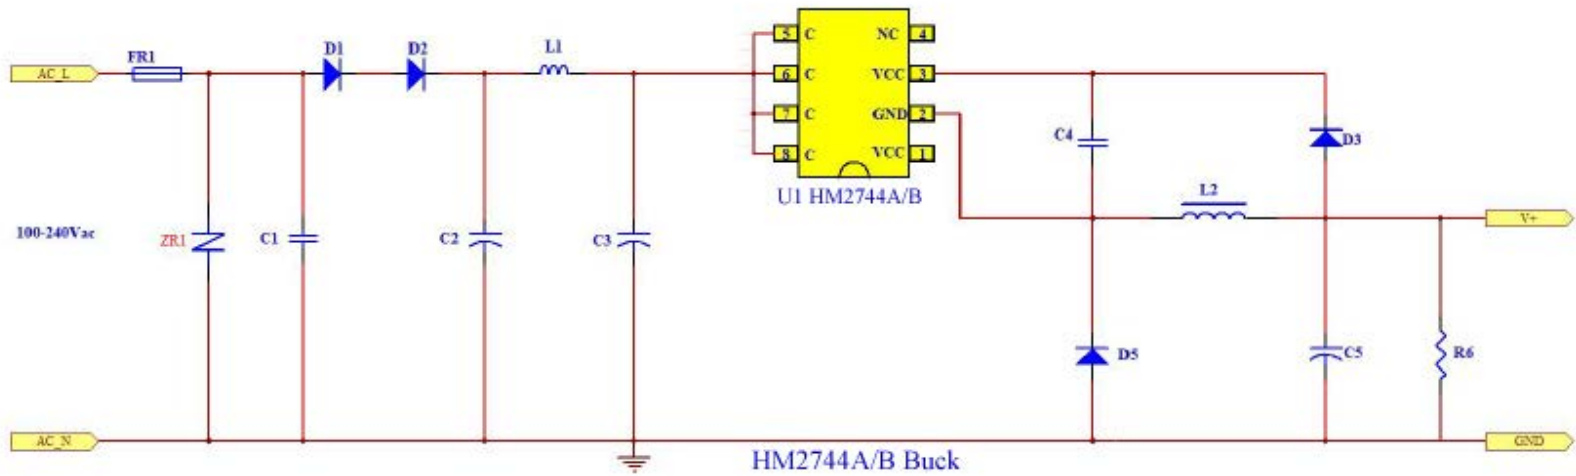 AC_L
FR1
D1
D2
L1
5 C
NC 4
6 C
VCC 3
7 C
GND 2
8 C
VCC 1
U1 HM2744A/B
C4
D3
L2
V+
100-240Vac
ZR1
C1
C2
C3
D5
C5
R6
AC_N
GND
HM2744A/B Buck